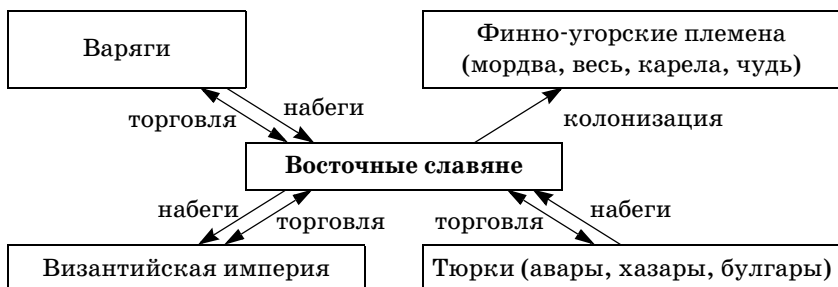 Варяги
Финно-угорские племена
(мордва, весь, карела, чудь)
набеги
торговля
колонизация
Восточные славяне
набеги
торговля
торговля
набеги
Византийская империя
Тюрки (авары, хазары, булгары)